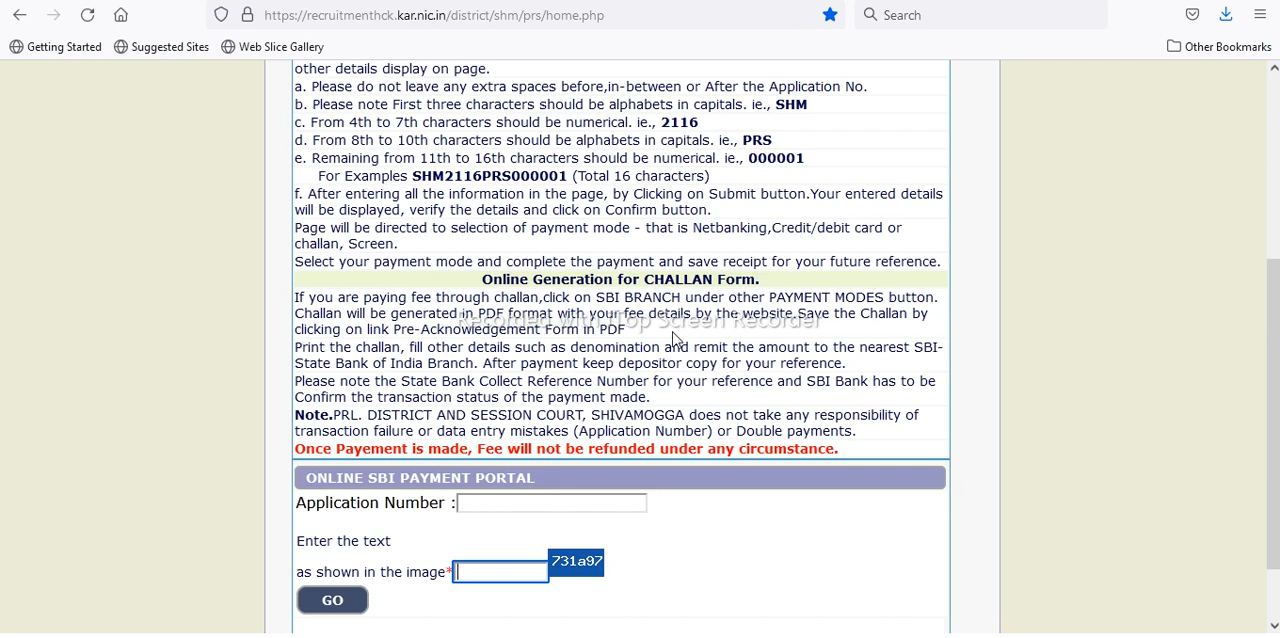 https://recruitmenthck.kar.nic.in/district/shm/prs/home.php
Search
Getting Started
Suggested Sites
Web Slice Gallery
Other Bookmarks
other details display on page.
a. Please do not leave any extra spaces before,in-between or After the Application No.
b. Please note First three characters should be alphabets in capitals. ie., SHM
c. From 4th to 7th characters should be numerical. ie., 2116
d. From 8th to 10th characters should be alphabets in capitals. ie., PRS
e. Remaining from 11th to 16th characters should be numerical. ie., 000001
For Examples SHM2116PRS000001 (Total 16 characters)
f. After entering all the information in the page, by Clicking on Submit button.Your entered details
will be displayed, verify the details and click on Confirm button.
Page will be directed to selection of payment mode - that is Netbanking,Credit/debit card or
challan, Screen.
Select your payment mode and complete the payment and save receipt for your future reference.
Online Generation for CHALLAN Form.
If you are paying fee through challan,click on SBI BRANCH under other PAYMENT MODES button.
Challan will be generated in PDF format with your fee details by the website.Save the Challan by
clicking on link Pre-Acknowledgement Form in PDF
Recorded with iTop Screen Recorder
Print the challan, fill other details such as denomination and remit the amount to the nearest SBI-
State Bank of India Branch. After payment keep depositor copy for your reference.
Please note the State Bank Collect Reference Number for your reference and SBI Bank has to be
Confirm the transaction status of the payment made.
Note.PRL. DISTRICT AND SESSION COURT, SHIVAMOGGA does not take any responsibility of
transaction failure or data entry mistakes (Application Number) or Double payments.
Once Payement is made, Fee will not be refunded under any circumstance.
ONLINE SBI PAYMENT PORTAL
Application Number :
Enter the text
as shown in the image* 731a97
GO